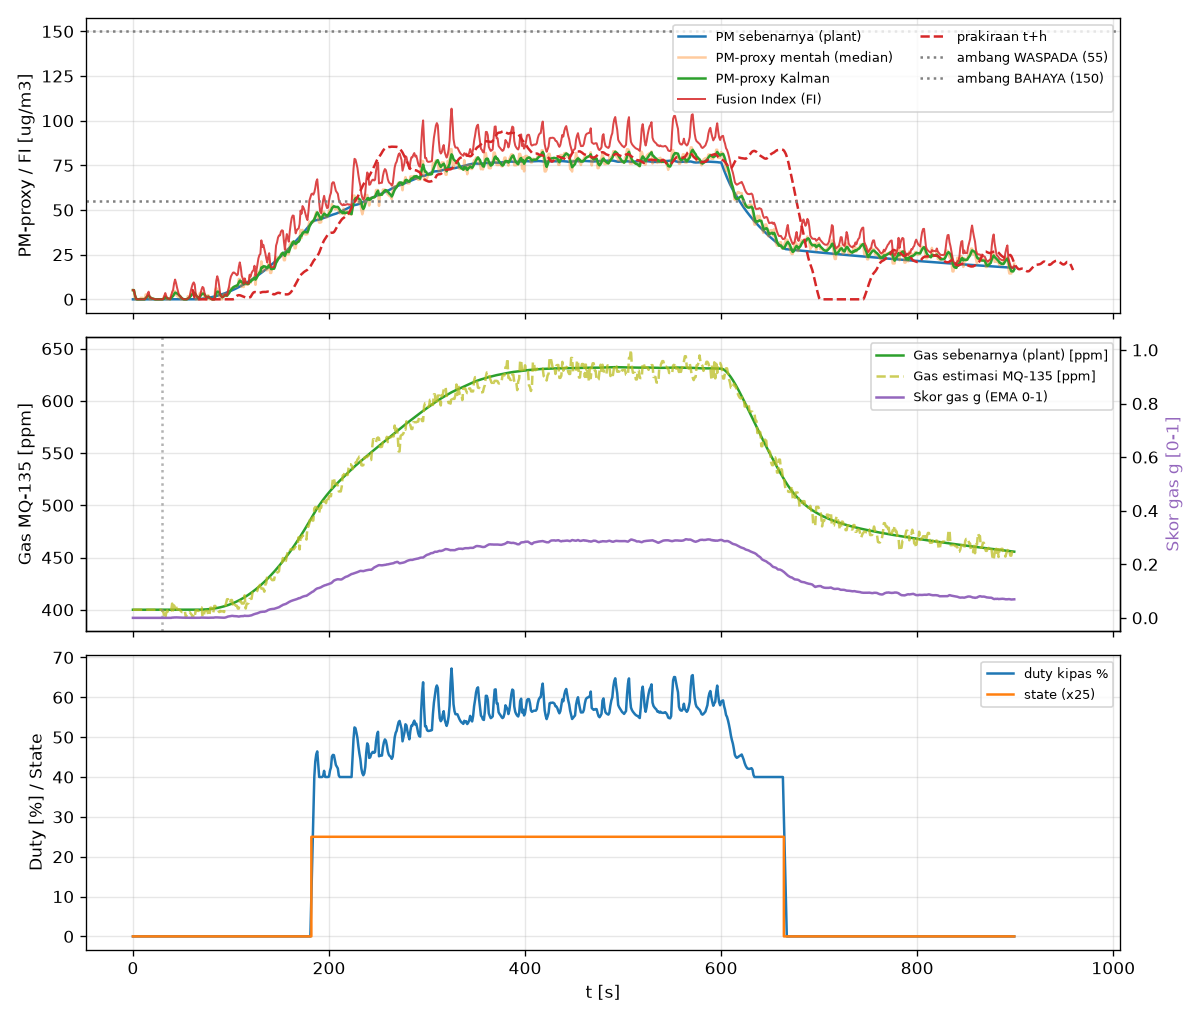 PM-proxy / FI [ug/m3]
150
125
100
75
50
25
0
PM sebenarnya (plant)
PM-proxy mentah (median)
PM-proxy Kalman
Fusion Index (FI)
prakiraan t+h
ambang WASPADA (55)
ambang BAHAYA (150)
Gas MQ-135 [ppm]
650
600
550
500
450
400
Gas sebenarnya (plant) [ppm]
Gas estimasi MQ-135 [ppm]
Skor gas g (EMA 0-1)
1.0
0.8
0.6
0.4
0.2
0.0
Skor gas g [0-1]
Duty [%] / State
70
60
50
40
30
20
10
0
duty kipas %
state (x25)
0
200
400
600
800
1000
t [s]